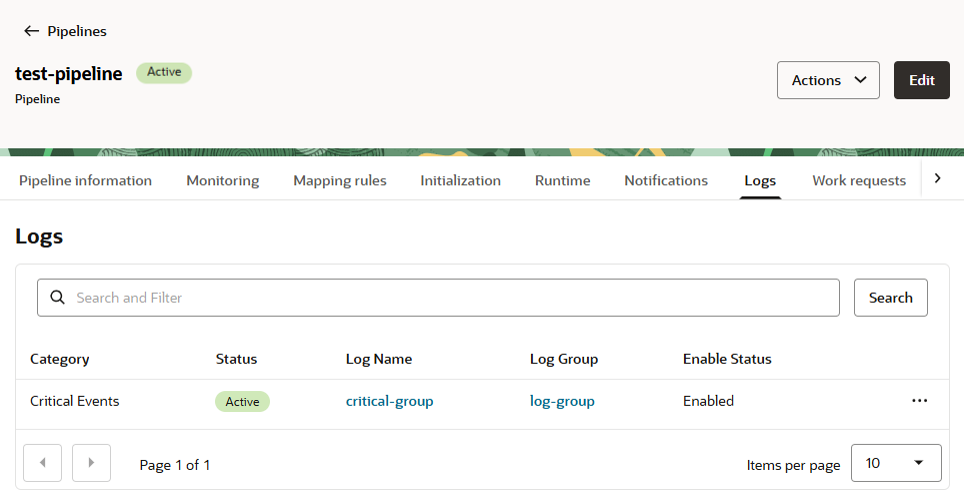 Pipelines
test-pipeline Active
Pipeline
Actions Edit
Pipeline information Monitoring Mapping rules Initialization Runtime Notifications Logs Work requests
Logs
Search and Filter Search
Category Status Log Name Log Group Enable Status
Critical Events Active critical-group log-group Enabled
Page 1 of 1 Items per page 10